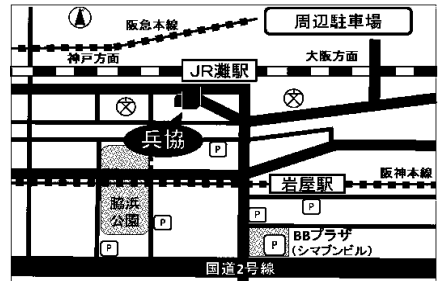 周辺駐車場
阪急本線
神戸方面
大阪方面
JR灘駅
文
文
兵協
P
岩屋駅
阪神本線
脇浜
公園
P
P
P
P
P
BBプラザ
(シマブンビル)
国道2号線